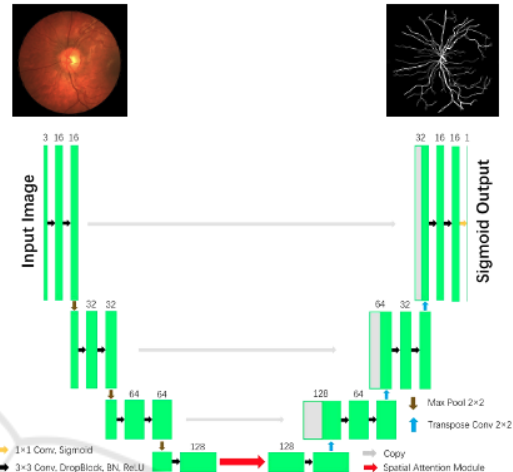 3 16 16
32 16 16 1
Input Image
Sigmoid Output
32 32
64 32
64 64
128 64
128
128
Max Pool 2×2
Transpose Conv 2×2
1×1 Conv, Sigmoid
3×3 Conv, DropBlock, BN, ReLU
Copy
Spatial Attention Module